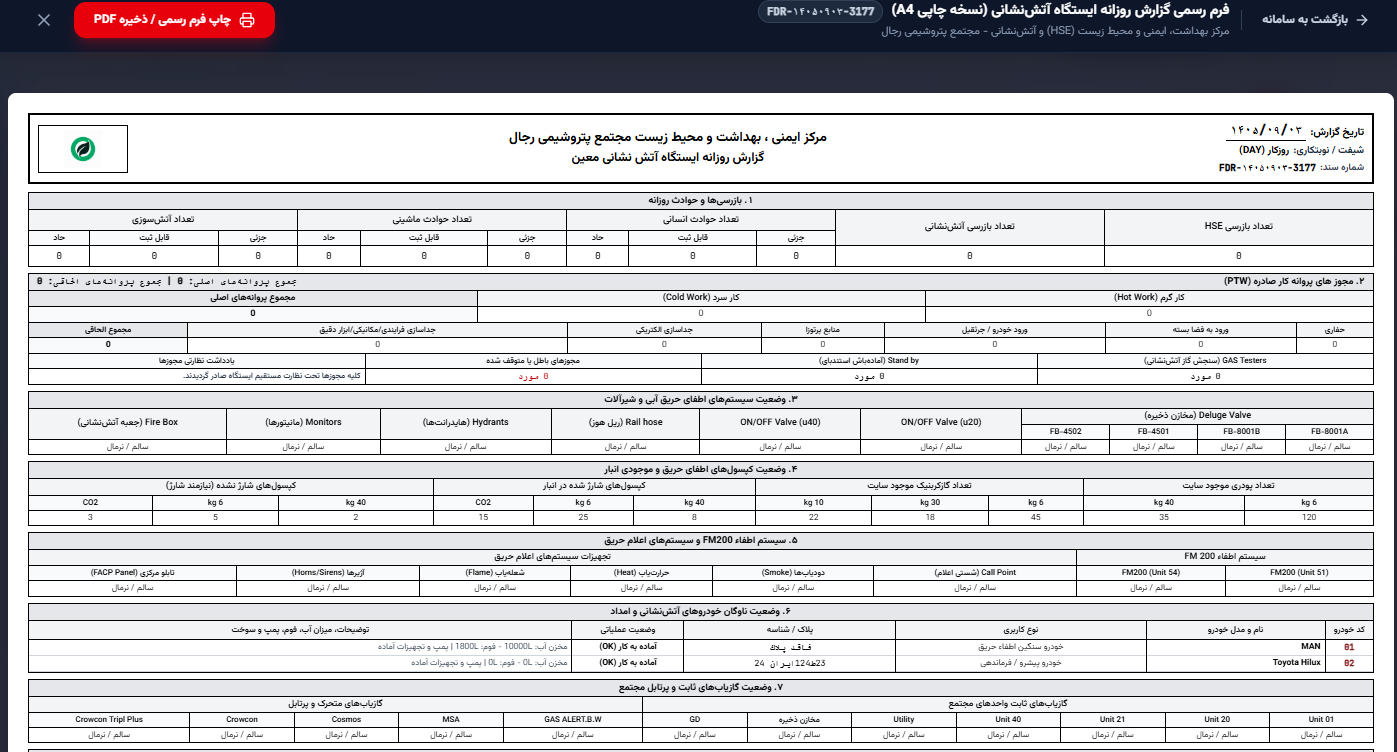 بازگشت به سامانه
فرم رسمی گزارش روزانه ایستگاه آتش‌نشانی (نسخه چاپی A4) FDR-۱۴۰۵۰۹۰۳-3177
مرکز بهداشت، ایمنی و محیط زیست (HSE) و آتش‌نشانی - مجتمع پتروشیمی رجال
چاپ فرم رسمی / ذخیره PDF
تاریخ گزارش: ۱۴۰۵/۰۹/۰۳
شیفت / نوبتکاری: روزکار (DAY)
شماره سند: FDR-۱۴۰۵۰۹۰۳-3177
مرکز ایمنی ، بهداشت و محیط زیست مجتمع پتروشیمی رجال
گزارش روزانه ایستگاه آتش نشانی معین
۱. بازرسی‌ها و حوادث روزانه
تعداد بازرسی HSE تعداد بازرسی آتش‌نشانی تعداد حوادث انسانی تعداد حوادث ماشینی تعداد آتش‌سوزی
جزئی قابل ثبت حاد جزئی قابل ثبت حاد جزئی قابل ثبت حاد
0 0 0 0 0 0 0 0 0 0 0
۲. مجوز های پروانه کار صادره (PTW) جموع پروانه‌های اصلی: 0 | جموع پروانه‌های الحاقی: 0
کار گرم (Hot Work) کار سرد (Cold Work) مجموع پروانه‌های اصلی
0 0 0
حفاری ورود به فضا بسته ورود خودرو / جرثقیل منابع پرتوزا جداسازی الکتریکی جداسازی فرایندی/مکانیکی/ابزار دقیق مجموع الحاقی
0 0 0 0 0 0 0
GAS Testers (سنجش گاز آتش‌نشانی) Stand by (آماده‌باش استندبای) مجوزهای باطل یا متوقف شده یادداشت نظارتی مجوزها
0 مورد 0 مورد 0 مورد کلیه مجوزها تحت نظارت مستقیم ایستگاه صادر گردیدند.
۳. وضعیت سیستم‌های اطفای حریق آبی و شیرآلات
Deluge Valve (مخازن ذخیره) ON/OFF Valve (u20) ON/OFF Valve (u40) Rail hose (ریل هوز) Hydrants (هایدرانت‌ها) Monitors (مانیتورها) Fire Box (جعبه آتش‌نشانی)
FB-8001A FB-8001B FB-4501 FB-4502
سالم / نرمال سالم / نرمال سالم / نرمال سالم / نرمال سالم / نرمال سالم / نرمال سالم / نرمال سالم / نرمال سالم / نرمال سالم / نرمال
۴. وضعیت کپسول‌های اطفای حریق و موجودی انبار
تعداد پودری موجود سایت تعداد گازکربنیک موجود سایت کپسول‌های شارژ شده در انبار کپسول‌های شارژ نشده (نیازمند شارژ)
6 kg 40 kg 6 kg 30 kg 10 kg 40 kg 6 kg CO2 40 kg 6 kg CO2
120 35 45 18 22 8 25 15 2 5 3
۵. سیستم اطفاء FM200 و سیستم‌های اعلام حریق
سیستم اطفاء FM 200 تجهیزات سیستم‌های اعلام حریق
FM200 (Unit 51) FM200 (Unit 54) Call Point (شستی اعلام) دودیاب‌ها (Smoke) حرارت‌یاب (Heat) شعله‌یاب (Flame) آژیرها (Horns/Sirens) تابلو مرکزی (FACP Panel)
سالم / نرمال سالم / نرمال سالم / نرمال سالم / نرمال سالم / نرمال سالم / نرمال سالم / نرمال سالم / نرمال
۶. وضعیت ناوگان خودروهای آتش‌نشانی و امداد
کد خودرو نام و مدل خودرو نوع کاربری پلاک / شناسه وضعیت عملیاتی توضیحات، میزان آب، فوم، پمپ و سوخت
01 MAN خودرو سنگین اطفاء حریق فاقد پلاک آماده به کار (OK) مخزن آب: 10000L - فوم: 1800L | پمپ و تجهیزات آماده
02 Toyota Hilux خودرو پیشرو / فرماندهی 23ط124ایران 24 آماده به کار (OK) مخزن آب: 0L - فوم: 0L | پمپ و تجهیزات آماده
۷. وضعیت گازیاب‌های ثابت و پرتابل مجتمع
گازیاب‌های ثابت واحدهای مجتمع گازیاب‌های متحرک و پرتابل
Unit 01 Unit 20 Unit 21 Unit 40 Utility مخازن ذخیره GD GAS ALERT.B.W MSA Cosmos Crowcon Crowcon Tripl Plus
سالم / نرمال سالم / نرمال سالم / نرمال سالم / نرمال سالم / نرمال سالم / نرمال سالم / نرمال سالم / نرمال سالم / نرمال سالم / نرمال سالم / نرمال سالم / نرمال